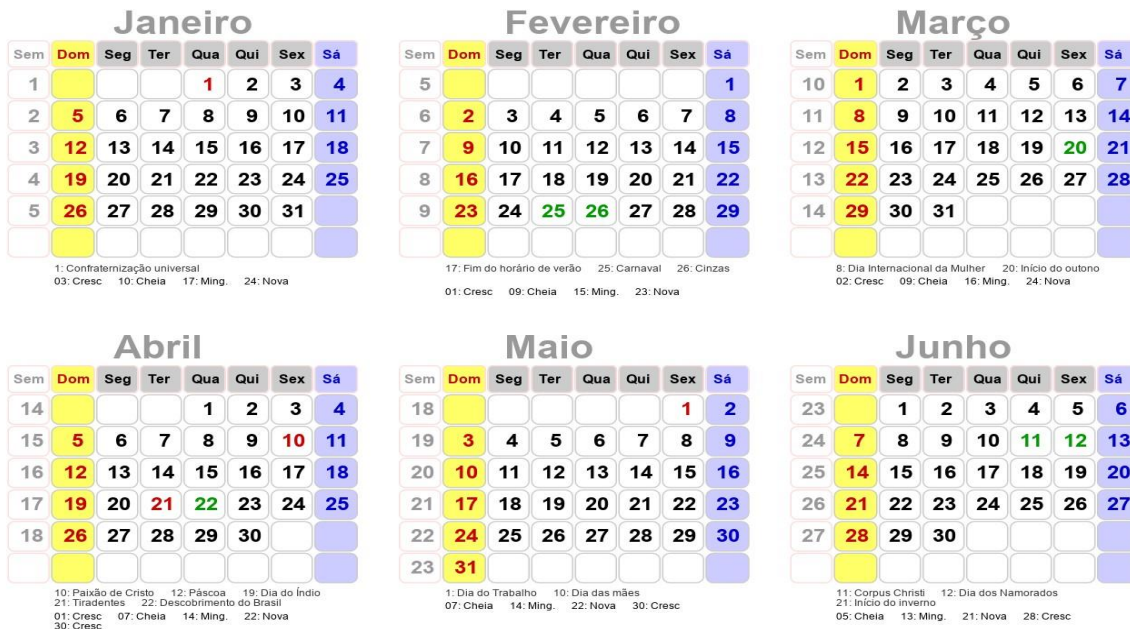 Janeiro
Sem Dom Seg Ter Qua Qui Sex Sá
1 1 2 3 4
2 5 6 7 8 9 10 11
3 12 13 14 15 16 17 18
4 19 20 21 22 23 24 25
5 26 27 28 29 30 31
1: Confraternização universal
03: Cresc 10: Cheia 17: Ming. 24: Nova
Fevereiro
Sem Dom Seg Ter Qua Qui Sex Sá
5 1
6 2 3 4 5 6 7 8
7 9 10 11 12 13 14 15
8 16 17 18 19 20 21 22
9 23 24 25 26 27 28 29
17: Fim do horário de verão 25: Carnaval 26: Cinzas
01: Cresc 09: Cheia 15: Ming. 23: Nova
Março
Sem Dom Seg Ter Qua Qui Sex Sá
10 1 2 3 4 5 6 7
11 8 9 10 11 12 13 14
12 15 16 17 18 19 20 21
13 22 23 24 25 26 27 28
14 29 30 31
8: Dia Internacional da Mulher 20: Início do outono
02: Cresc 09: Cheia 16: Ming. 24: Nova
Abril
Sem Dom Seg Ter Qua Qui Sex Sá
14 1 2 3 4
15 5 6 7 8 9 10 11
16 12 13 14 15 16 17 18
17 19 20 21 22 23 24 25
18 26 27 28 29 30
10: Paixão de Cristo 12: Páscoa 19: Dia do Índio
21: Tiradentes 22: Descobrimento do Brasil
01: Cresc 07: Cheia 14: Ming. 22: Nova
30: Cresc
Maio
Sem Dom Seg Ter Qua Qui Sex Sá
18 1 2
19 3 4 5 6 7 8 9
20 10 11 12 13 14 15 16
21 17 18 19 20 21 22 23
22 24 25 26 27 28 29 30
23 31
1: Dia do Trabalho 10: Dia das mães
07: Cheia 14: Ming. 22: Nova 30: Cresc
Junho
Sem Dom Seg Ter Qua Qui Sex Sá
23 1 2 3 4 5 6
24 7 8 9 10 11 12 13
25 14 15 16 17 18 19 20
26 21 22 23 24 25 26 27
27 28 29 30
11: Corpus Christi 12: Dia dos Namorados
21: Início do inverno
05: Cheia 13: Ming. 21: Nova 28: Cresc